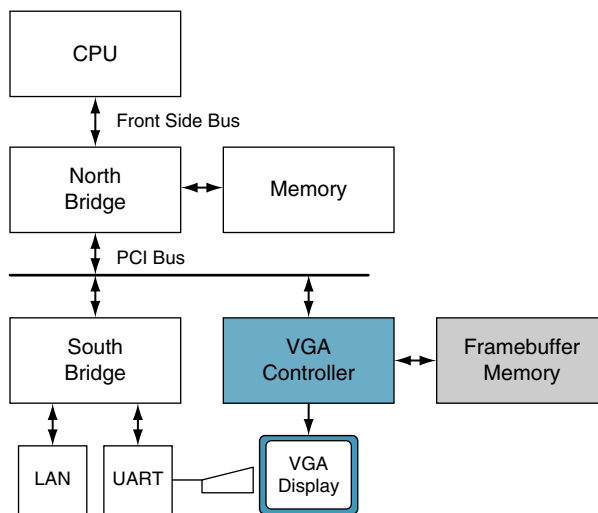 CPU
Front Side Bus
North
Bridge
Memory
PCI Bus
South
Bridge
VGA
Controller
Framebuffer
Memory
LAN
UART
VGA
Display